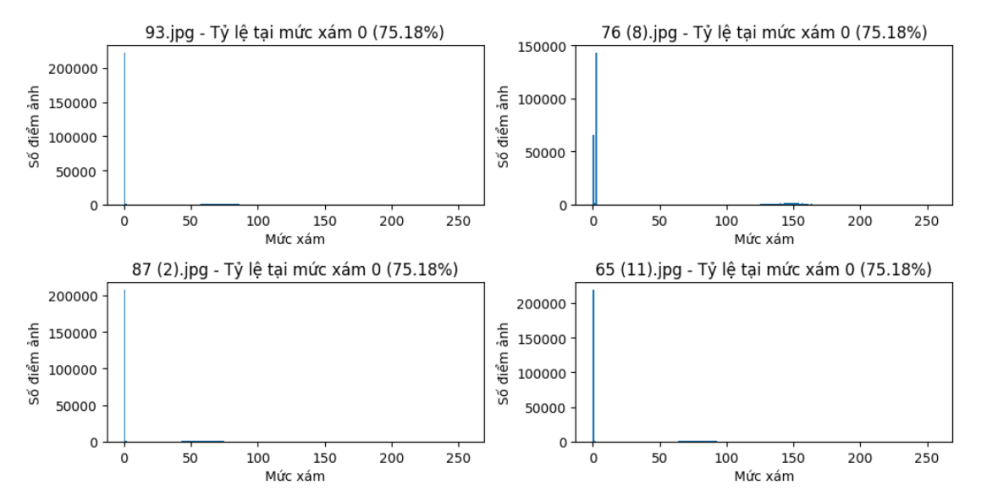 93.jpg - Tỷ lệ tại mức xám 0 (75.18%)
Số điểm ảnh
200000
150000
100000
50000
0
0 50 100 150 200 250
Mức xám
76 (8).jpg - Tỷ lệ tại mức xám 0 (75.18%)
Số điểm ảnh
150000
100000
50000
0
0 50 100 150 200 250
Mức xám
87 (2).jpg - Tỷ lệ tại mức xám 0 (75.18%)
Số điểm ảnh
200000
150000
100000
50000
0
0 50 100 150 200 250
Mức xám
65 (11).jpg - Tỷ lệ tại mức xám 0 (75.18%)
Số điểm ảnh
200000
150000
100000
50000
0
0 50 100 150 200 250
Mức xám